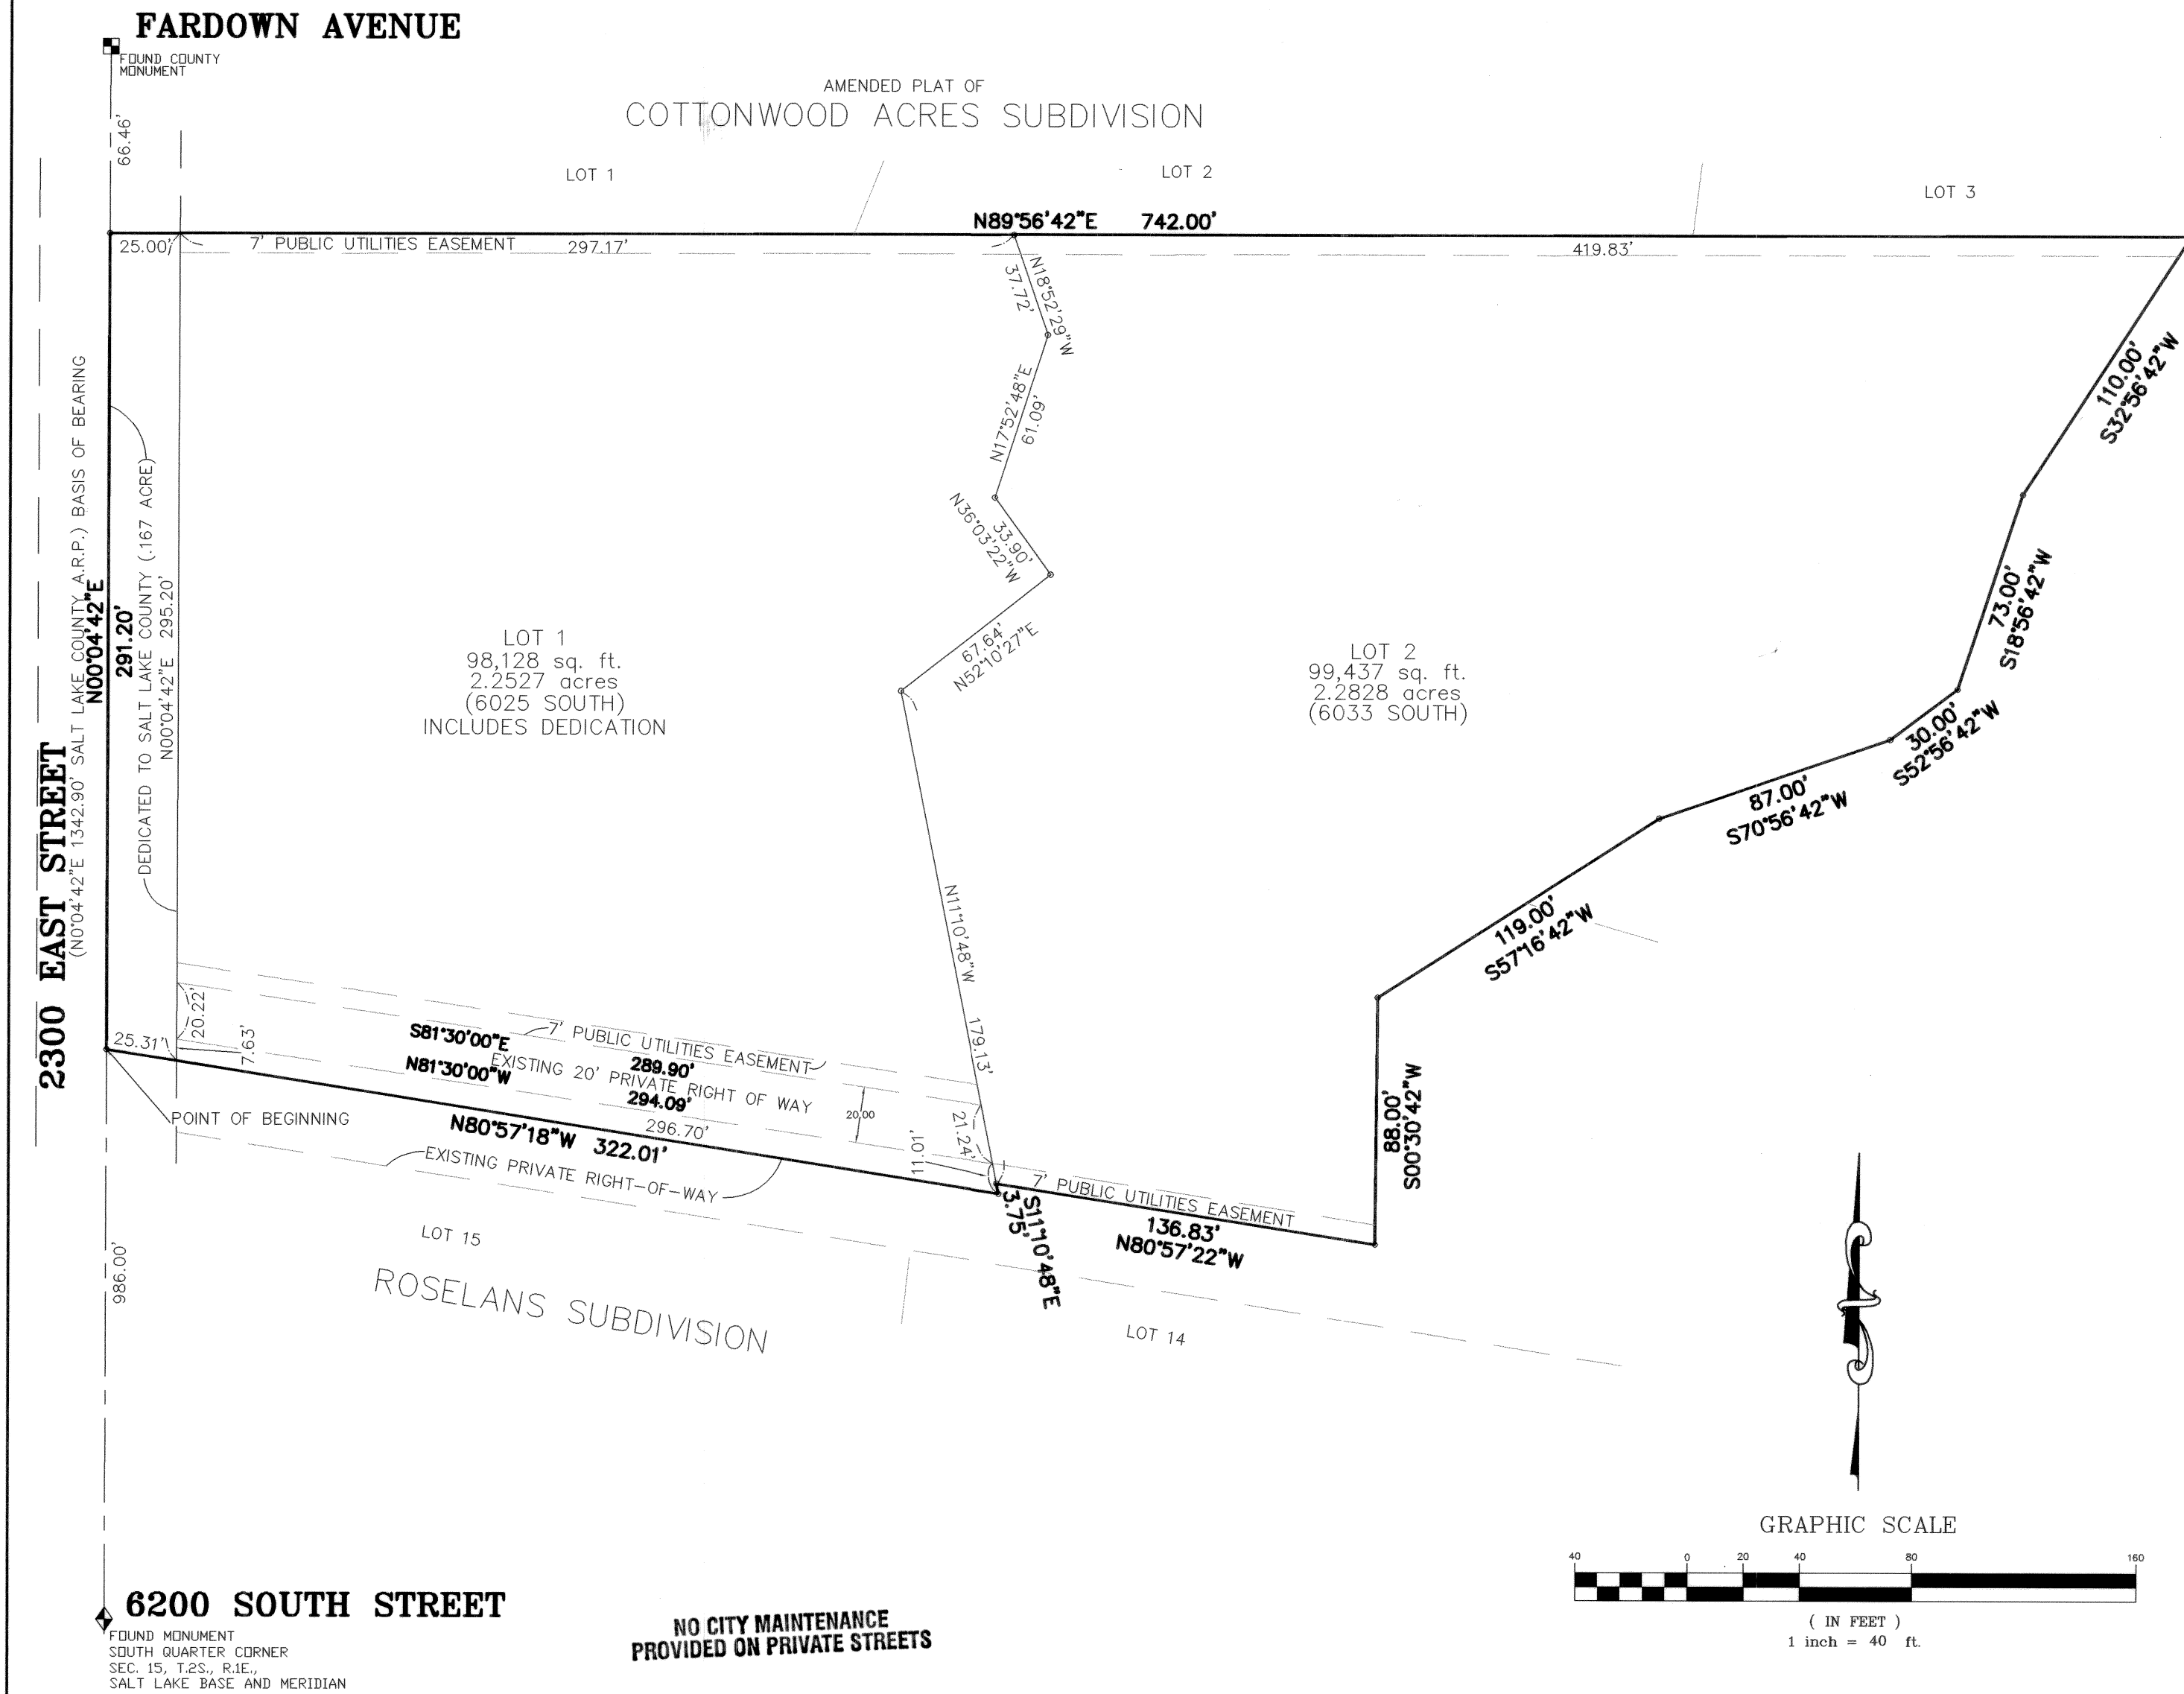 FARDOWN AVENUE
FOUND COUNTY
MONUMENT
66.46'
AMENDED PLAT OF
COTTONWOOD ACRES SUBDIVISION
LOT 1
LOT 2
LOT 3
N89°56'42"E 742.00'
25.00'
7' PUBLIC UTILITIES EASEMENT
297.17'
419.83'
N18°52'29"W
37.72'
N17°52'48"E
61.09'
33.90'
N36°03'22"W
67.64'
N52°10'27"E
N11°10'48"W
179.13'
110.00'
S32°56'42"W
73.00'
S18°56'42"W
30.00'
S52°56'42"W
87.00'
S70°56'42"W
119.00'
S57°16'42"W
88.00'
S00°30'42"W
2300 EAST STREET
(N0°04'42"E 1342.90' SALT LAKE COUNTY A.R.P.) BASIS OF BEARING
N00°04'42"E
291.20'
DEDICATED TO SALT LAKE COUNTY (.167 ACRE)
N00°04'42"E 295.20'
LOT 1
98,128 sq. ft.
2.2527 acres
(6025 SOUTH)
INCLUDES DEDICATION
LOT 2
99,437 sq. ft.
2.2828 acres
(6033 SOUTH)
25.31'
20.22'
7.63'
S81°30'00"E
7' PUBLIC UTILITIES EASEMENT
289.90'
N81°30'00"W
EXISTING 20' PRIVATE RIGHT OF WAY
294.09'
20.00
N80°57'18"W 322.01'
296.70'
11.01'
21.24'
POINT OF BEGINNING
EXISTING PRIVATE RIGHT-OF-WAY
S11°10'48"E
3.75'
7' PUBLIC UTILITIES EASEMENT
136.83'
N80°57'22"W
LOT 15
LOT 14
ROSELANS SUBDIVISION
986.00'
GRAPHIC SCALE
40 0 20 40 80 160
( IN FEET )
1 inch = 40 ft.
6200 SOUTH STREET
FOUND MONUMENT
SOUTH QUARTER CORNER
SEC. 15, T.2S., R.1E.,
SALT LAKE BASE AND MERIDIAN
NO CITY MAINTENANCE
PROVIDED ON PRIVATE STREETS